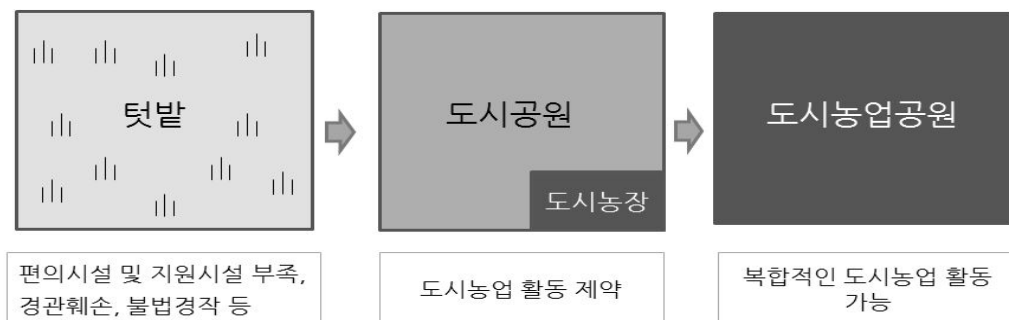 텃밭
도시공원
도시농장
도시농업공원
편의시설 및 지원시설 부족,
경관훼손, 불법경작 등
도시농업 활동 제약
복합적인 도시농업 활동
가능